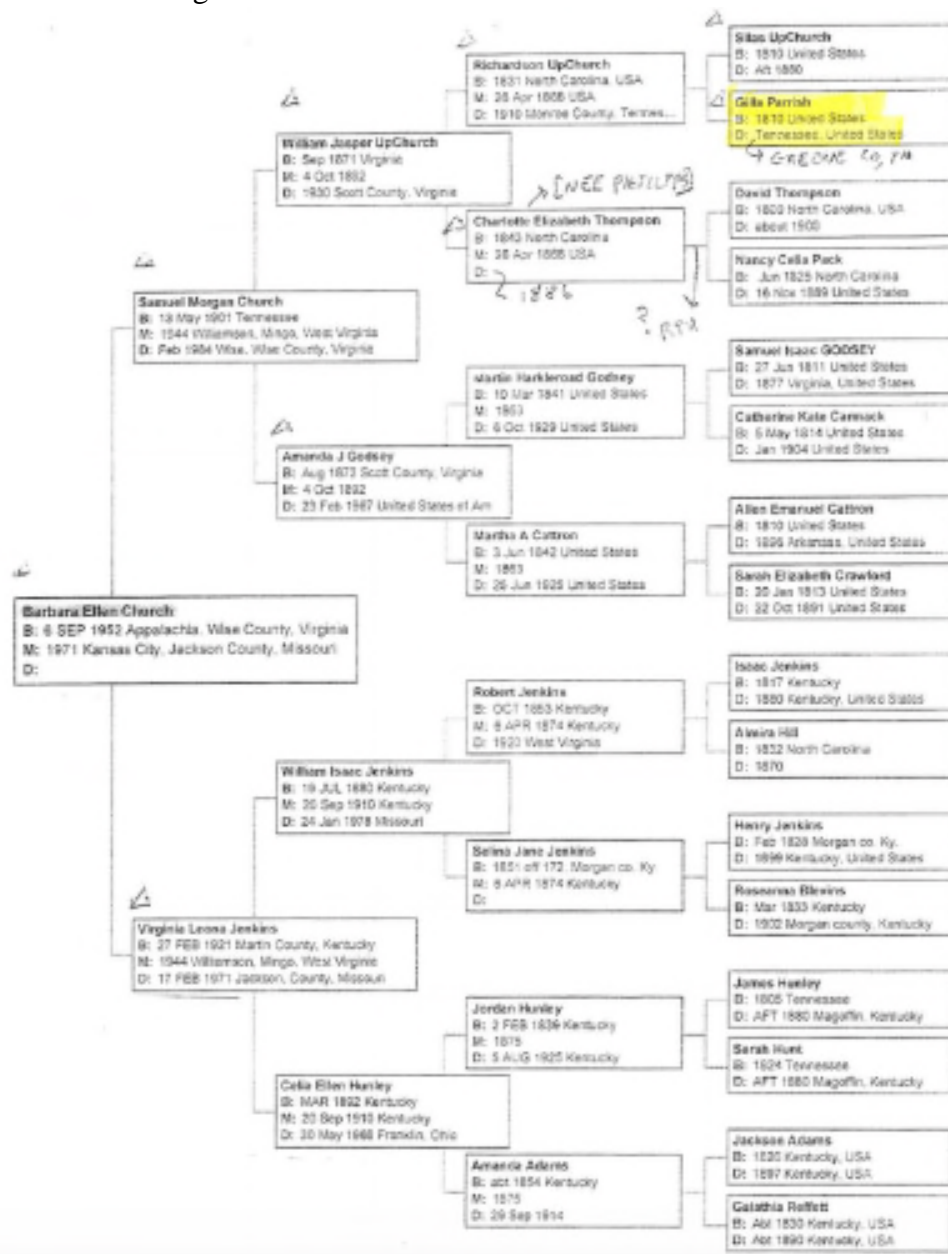 Barbara Ellen Church
B: 6 SEP 1952 Appalachia, Wise County, Virginia
M: 1971 Kansas City, Jackson County, Missouri
D:
Samuel Morgan Church
B: 18 May 1901 Tennessee
M: 1944 Williamson, Mingo, West Virginia
D: Feb 1984 Wise, Wise County, Virginia
Virginia Leona Jenkins
B: 27 FEB 1921 Martin County, Kentucky
M: 1944 Williamson, Mingo, West Virginia
D: 17 FEB 1971 Jackson, County, Missouri
William Jasper UpChurch
B: Sep 1871 Virginia
M: 4 Oct 1892
D: 1930 Scott County, Virginia
Amanda J Godsey
B: Aug 1872 Scott County, Virginia
M: 4 Oct 1892
D: 23 Feb 1967 United States of Am
William Isaac Jenkins
B: 19 JUL 1880 Kentucky
M: 20 Sep 1910 Kentucky
D: 24 Jan 1978 Missouri
Celia Ellen Hunley
B: MAR 1892 Kentucky
M: 20 Sep 1910 Kentucky
D: 30 May 1966 Franklin, Ohio
Richardson UpChurch
B: 1831 North Carolina, USA
M: 26 Apr 1866 USA
D: 1910 Monroe County, Tennes...
[NEE
Charlotte Elizabeth Thompson
B: 1843 North Carolina
M: 26 Apr 1866 USA
D:
1886
?
Martin Harkleroad Godsey
B: 10 Mar 1841 United States
M: 1863
D: 6 Oct 1929 United States
Martha A Cattron
B: 3 Jun 1842 United States
M: 1863
D: 26 Jun 1925 United States
Robert Jenkins
B: OCT 1853 Kentucky
M: 6 APR 1874 Kentucky
D: 1920 West Virginia
Selina Jane Jenkins
B: 1851 off 172, Morgan co. Ky
M: 6 APR 1874 Kentucky
D:
Jordan Hunley
B: 2 FEB 1839 Kentucky
M: 1875
D: 5 AUG 1925 Kentucky
Amanda Adams
B: abt 1854 Kentucky
M: 1875
D: 29 Sep 1914
Silas UpChurch
B: 1810 United States
D: Aft 1860
Gilla Parrish
B: 1810 United States
D: Tennessee, United States
GREENE CO, TN
David Thompson
B: 1800 North Carolina, USA
D: about 1900
Nancy Celia Pack
B: Jun 1825 North Carolina
D: 16 Nov 1889 United States
Samuel Isaac GODSEY
B: 27 Jun 1811 United States
D: 1877 Virginia, United States
Catherine Kate Carmack
B: 5 May 1814 United States
D: Jan 1904 United States
Allen Emanuel Cattron
B: 1810 United States
D: 1896 Arkansas, United States
Sarah Elizabeth Crawford
B: 20 Jan 1813 United States
D: 22 Oct 1891 United States
Isaac Jenkins
B: 1817 Kentucky
D: 1880 Kentucky, United States
Almira Hill
B: 1832 North Carolina
D: 1870
Henry Jenkins
B: Feb 1828 Morgan co. Ky.
D: 1899 Kentucky, United States
Roseanna Blevins
B: Mar 1833 Kentucky
D: 1902 Morgan county, Kentucky
James Hunley
B: 1805 Tennessee
D: AFT 1880 Magoffin, Kentucky
Sarah Hunt
B: 1824 Tennessee
D: AFT 1880 Magoffin, Kentucky
Jackson Adams
B: 1826 Kentucky, USA
D: 1897 Kentucky, USA
Galathia Reffett
B: Abt 1830 Kentucky, USA
D: Abt 1890 Kentucky, USA